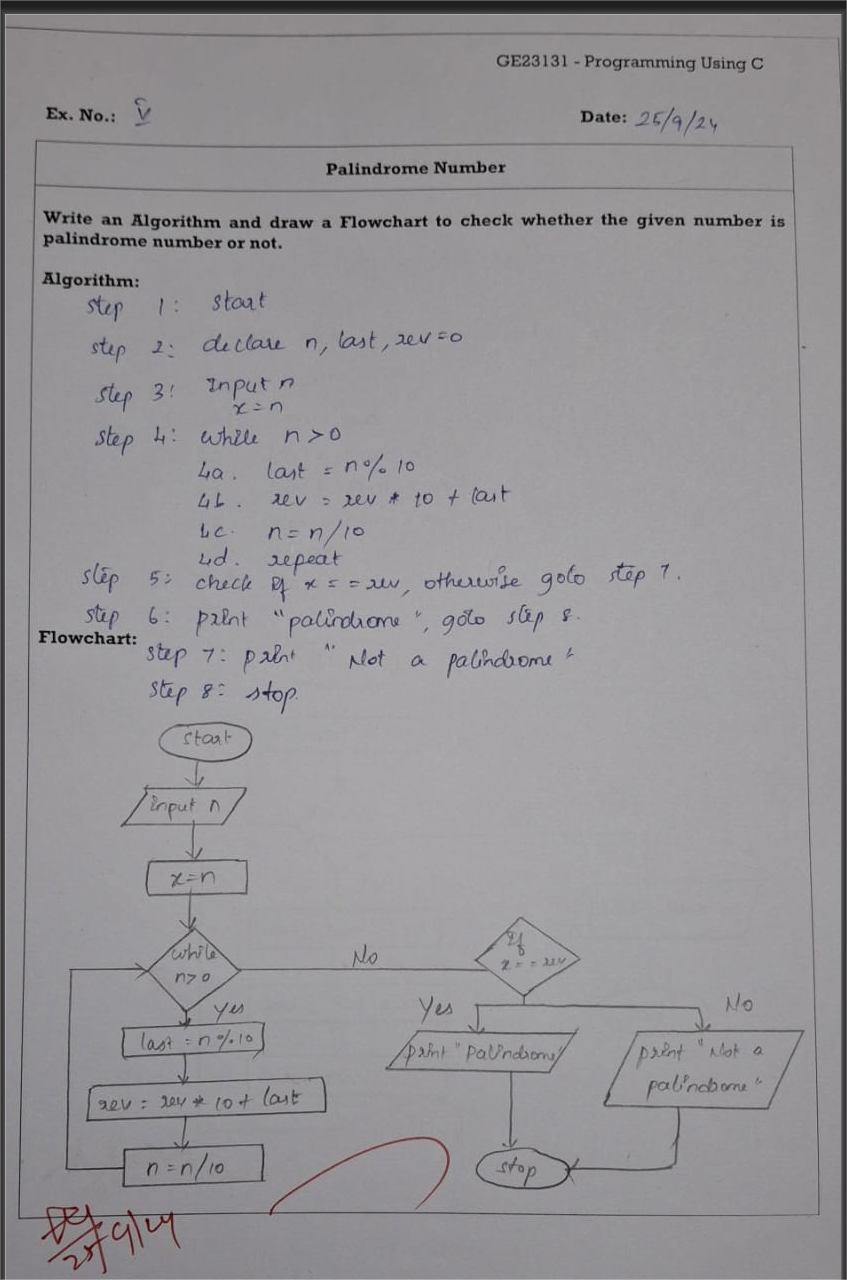 GE23131 - Programming Using C
Ex. No.: v
Date: 25/9/24
Palindrome Number
Write an Algorithm and draw a Flowchart to check whether the given number is
palindrome number or not.
Algorithm:
step 1: start
step 2: declare n, last, rev=0
step 3: Input n
x=n
step 4: while n>0
4a. last = n% 10
4b. rev = rev * 10 + last
4c. n=n/10
4d. repeat
step 5: check if x = = rev, otherwise goto step 7.
step 6: print "palindrome", goto step 8.
Flowchart:
step 7: print "Not a palindrome"
step 8: stop.
start
input n
x=n
while
n>0
No
If
x = = rev
Yes
last = n%10
rev = rev * 10 + last
n=n/10
Yes
No
print "Palindrome"
print "Not a
palindrome"
stop
25/9/24